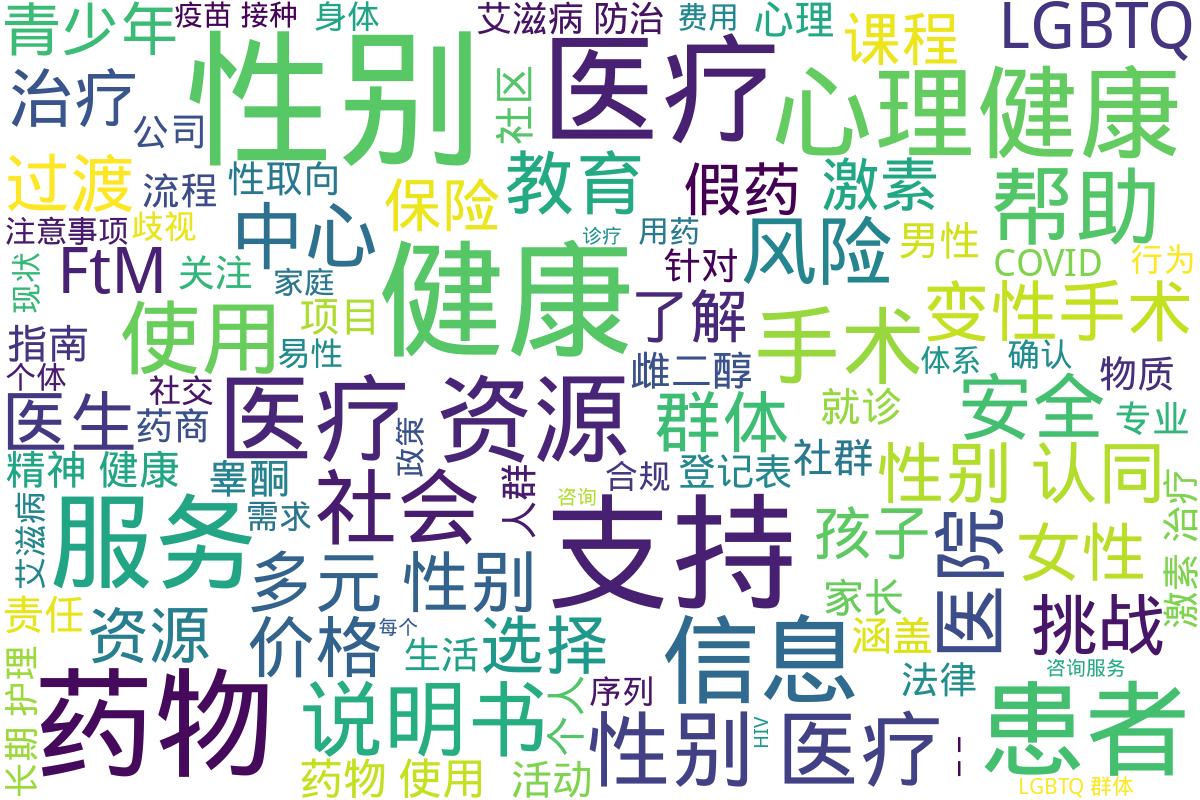 青少年
疫苗 接种
身体
艾滋病 防治
费用
心理
课程
LGBTQ
治疗
公司
性别
社区
医疗
心理健康
过渡
流程
性取向
保险
教育
假药
激素
帮助
注意事项
歧视
中心
诊疗
用药
风险
男性
现状
FtM
关注
家庭
健康
针对
COVID
行为
指南
使用
项目
了解
手术
变性手术
易性
个体
社交
雌二醇
体系
确认
物质
医生
药商
医疗 资源
政策
群体
就诊
安全
专业
精神 健康
睾酮
社会
人群
合规
登记表
社群
性别 认同
艾滋病
服务
需求
咨询
支持
孩子
医院
女性
激素 治疗
多元 性别
责任
资源
价格
每个
生活
选择
信息
家长
涵盖
挑战
长期 护理
药物
说明书
个人
序列
法律
咨询服务
性别 医疗
HIV
患者
药物 使用
活动
LGBTQ 群体